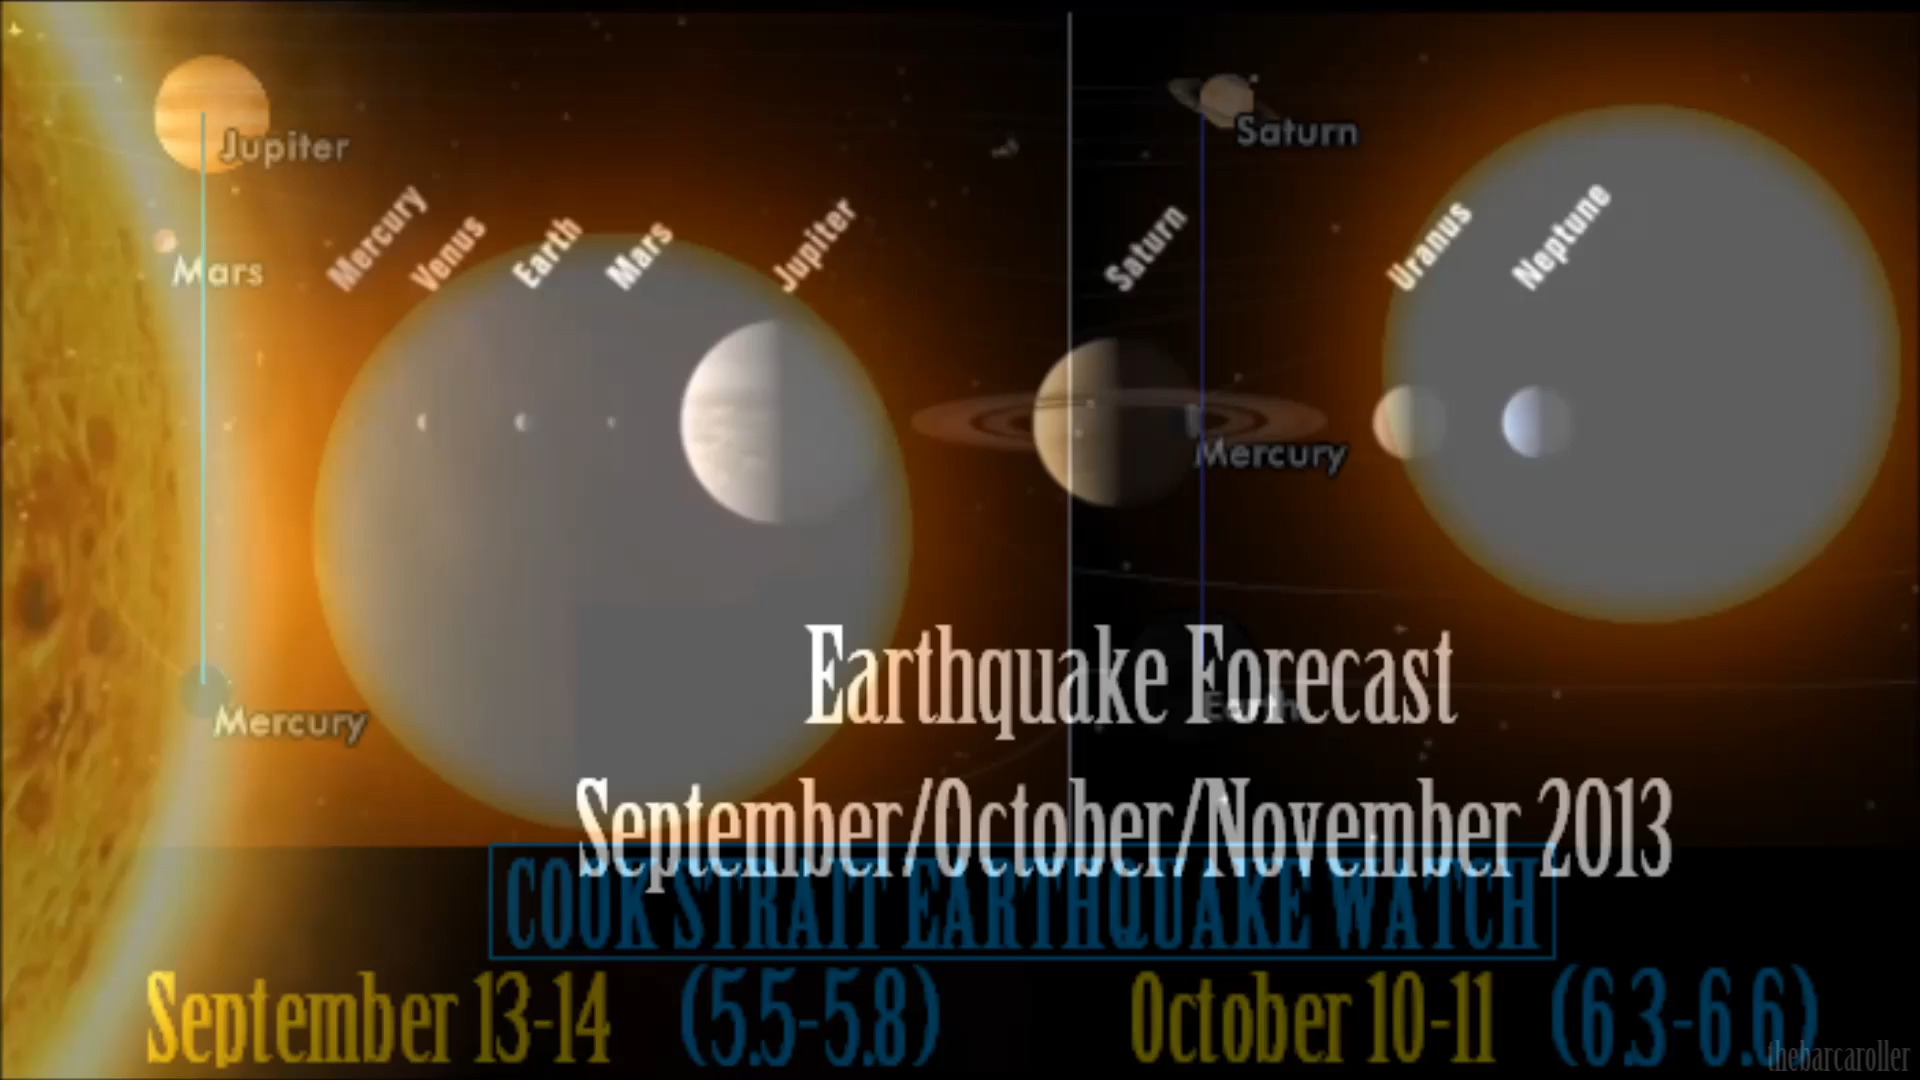 Jupiter
Saturn
Mars
Mercury
Venus
Earth
Mars
Jupiter
Saturn
Uranus
Neptune
Mercury
Earthquake Forecast
Earth
Mercury
September/October/November 2013
COOK STRAIT EARTHQUAKE WATCH
September 13-14 (5.5-5.8) October 10-11 (6.3-6.6)
thebarcaroller